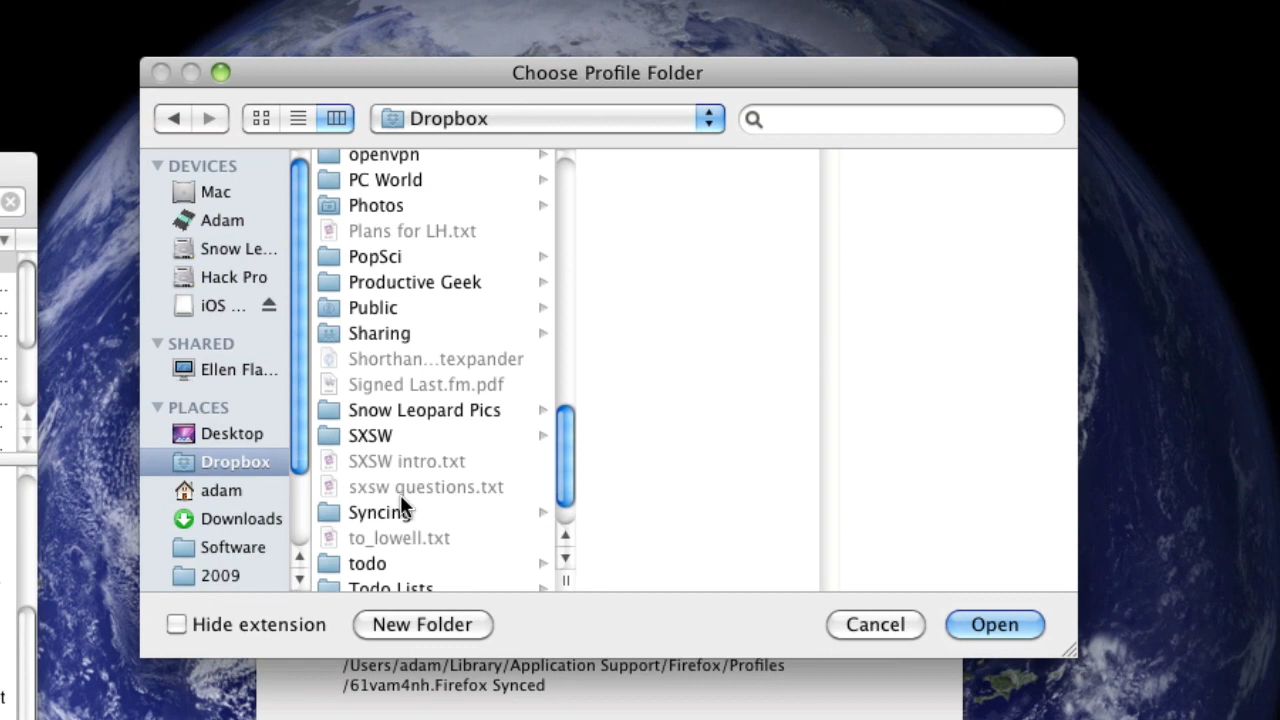 Choose Profile Folder
Dropbox
DEVICES
Mac
Adam
Snow Le...
Hack Pro
iOS ...
SHARED
Ellen Fla...
PLACES
Desktop
Dropbox
adam
Downloads
Software
2009
openvpn
PC World
Photos
Plans for LH.txt
PopSci
Productive Geek
Public
Sharing
Shorthan...texpander
Signed Last.fm.pdf
Snow Leopard Pics
SXSW
SXSW intro.txt
sxsw questions.txt
Syncing
to_lowell.txt
todo
Todo Lists
Hide extension
New Folder
Cancel
Open
/Users/adam/Library/Application Support/Firefox/Profiles
/61vam4nh.Firefox Synced